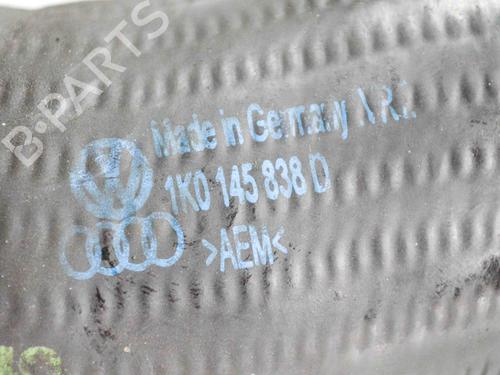 B·PARTS
Made in Germany
1K0 145 838 D
>AEM<